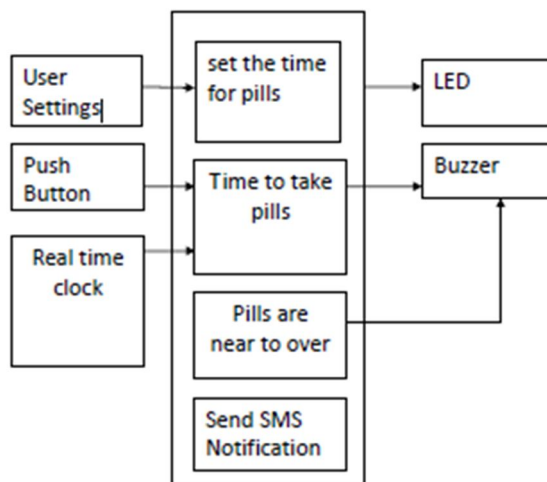 User
Settings
Push
Button
Real time
clock
set the time
for pills
Time to take
pills
Pills are
near to over
Send SMS
Notification
LED
Buzzer